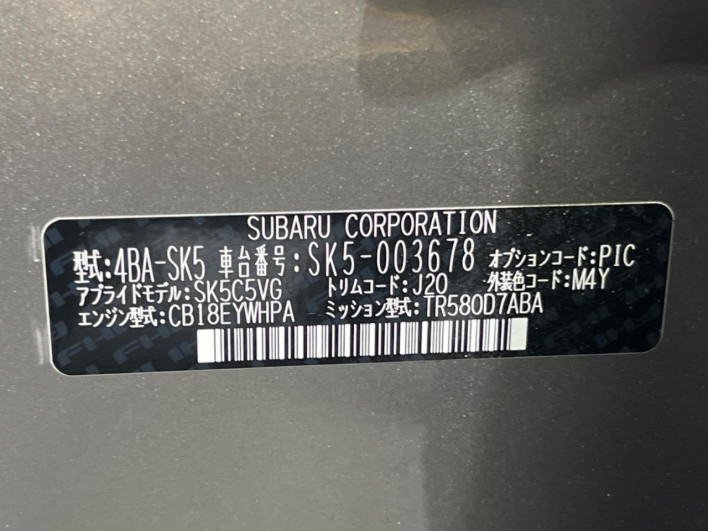 SUBARU CORPORATION
型式:4BA-SK5 車台番号:SK5-003678 オプションコード:PIC
アプライドモデル:SK5C5VG トリムコード:J20 外装色コード:M4Y
エンジン型式:CB18EYWHPA ミッション型式:TR580D7ABA